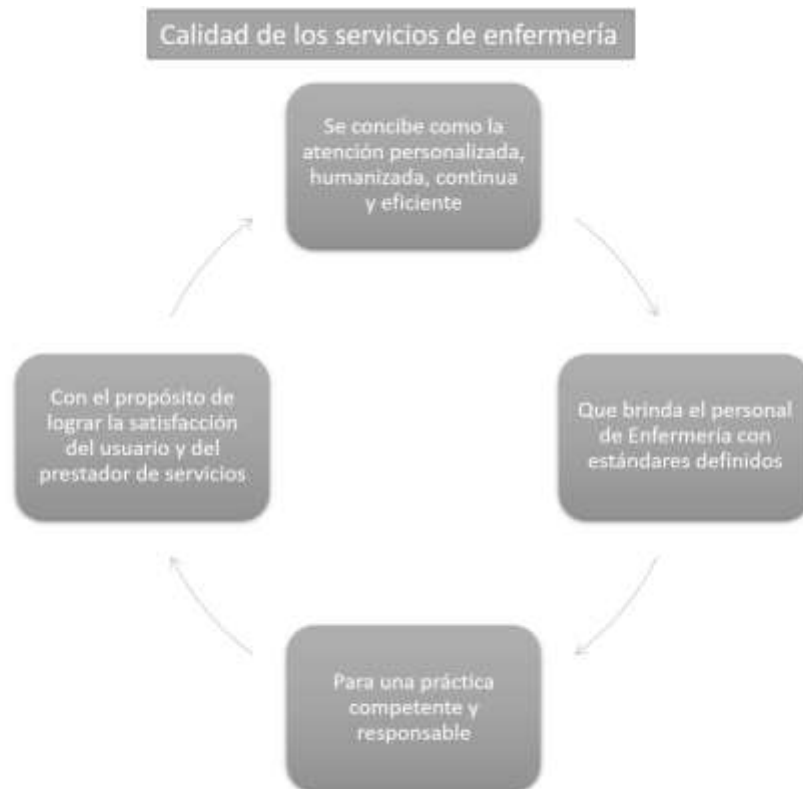 Calidad de los servicios de enfermería
Se concibe como la
atención personalizada,
humanizada, continua
y eficiente
Que brinda el personal
de Enfermería con
estándares definidos
Para una práctica
competente y
responsable
Con el propósito de
lograr la satisfacción
del usuario y del
prestador de servicios